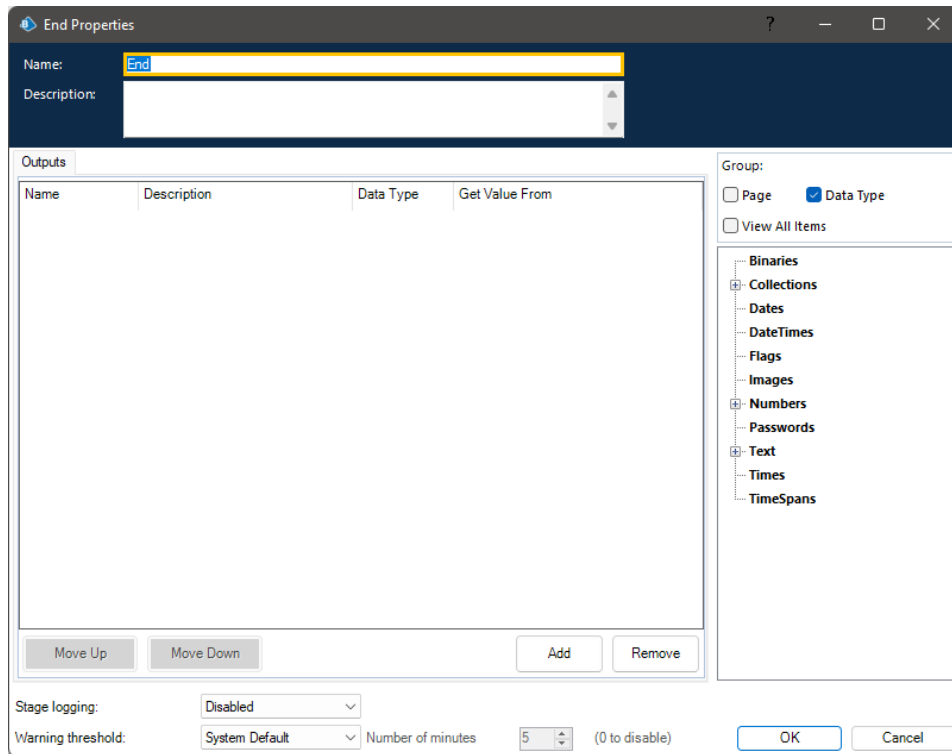 End Properties
Name:
End
Description:
Outputs
Name Description Data Type Get Value From
Move Up Move Down Add Remove
Group:
Page Data Type
View All Items
Binaries
Collections
Dates
DateTimes
Flags
Images
Numbers
Passwords
Text
Times
TimeSpans
Stage logging: Disabled
Warning threshold: System Default Number of minutes 5 (0 to disable)
OK Cancel